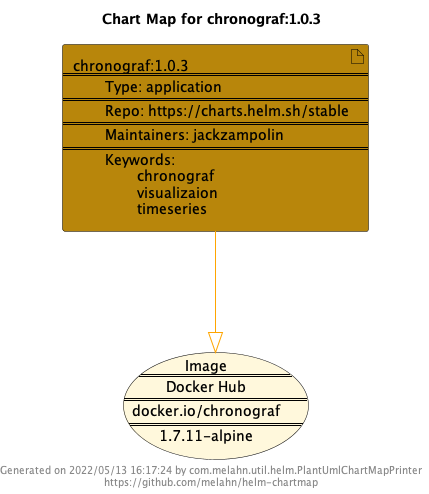 Chart Map for chronograf:1.0.3
chronograf:1.0.3
Type: application
Repo: https://charts.helm.sh/stable
Maintainers: jackzampolin
Keywords:
chronograf
visualizaion
timeseries
Image
Docker Hub
docker.io/chronograf
1.7.11-alpine
Generated on 2022/05/13 16:17:24 by com.melahn.util.helm.PlantUmlChartMapPrinter
https://github.com/melahn/helm-chartmap